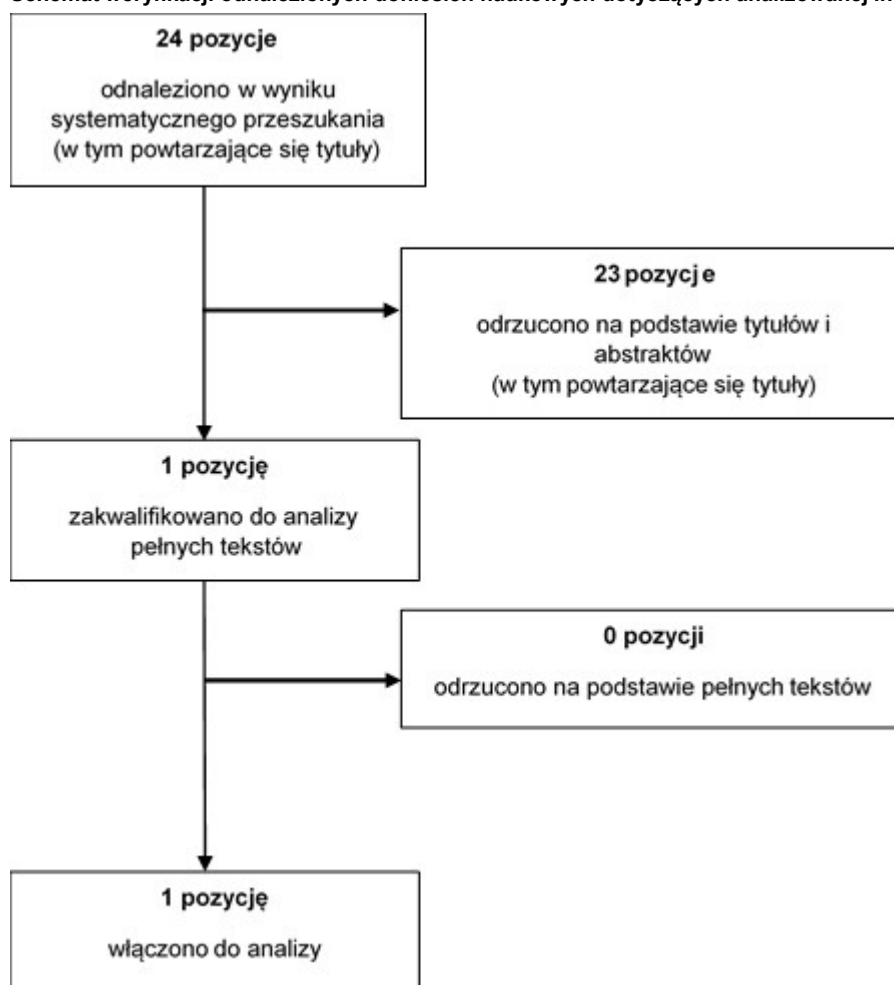 24 pozycje
odnaleziono w wyniku
systematycznego przeszukania
(w tym powtarzające się tytuły)
23 pozycje
odrzucono na podstawie tytułów i
abstraktów
(w tym powtarzające się tytuły)
1 pozycję
zakwalifikowano do analizy
pełnych tekstów
0 pozycji
odrzucono na podstawie pełnych tekstów
1 pozycję
włączono do analizy